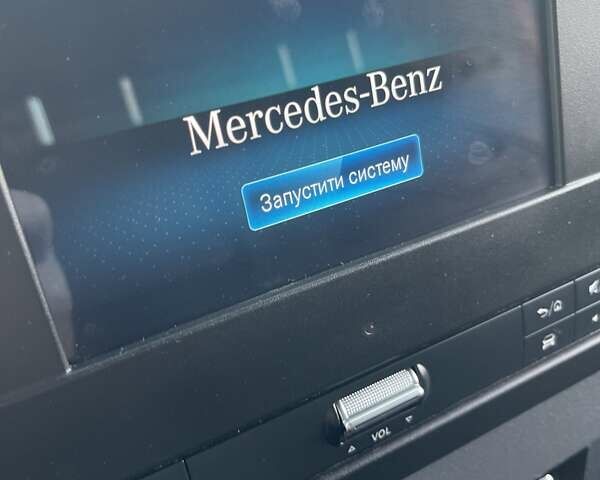 Mercedes-Benz
Запустити систему
VOL